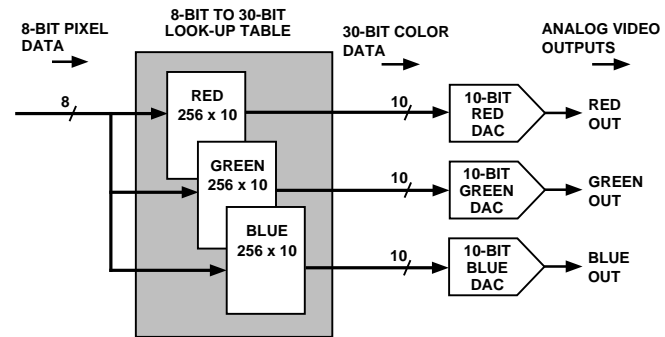 8-BIT PIXEL
DATA
8-BIT TO 30-BIT
LOOK-UP TABLE
30-BIT COLOR
DATA
ANALOG VIDEO
OUTPUTS
8
RED
256 x 10
10
10-BIT
RED
DAC
RED
OUT
GREEN
256 x 10
10
10-BIT
GREEN
DAC
GREEN
OUT
BLUE
256 x 10
10
10-BIT
BLUE
DAC
BLUE
OUT